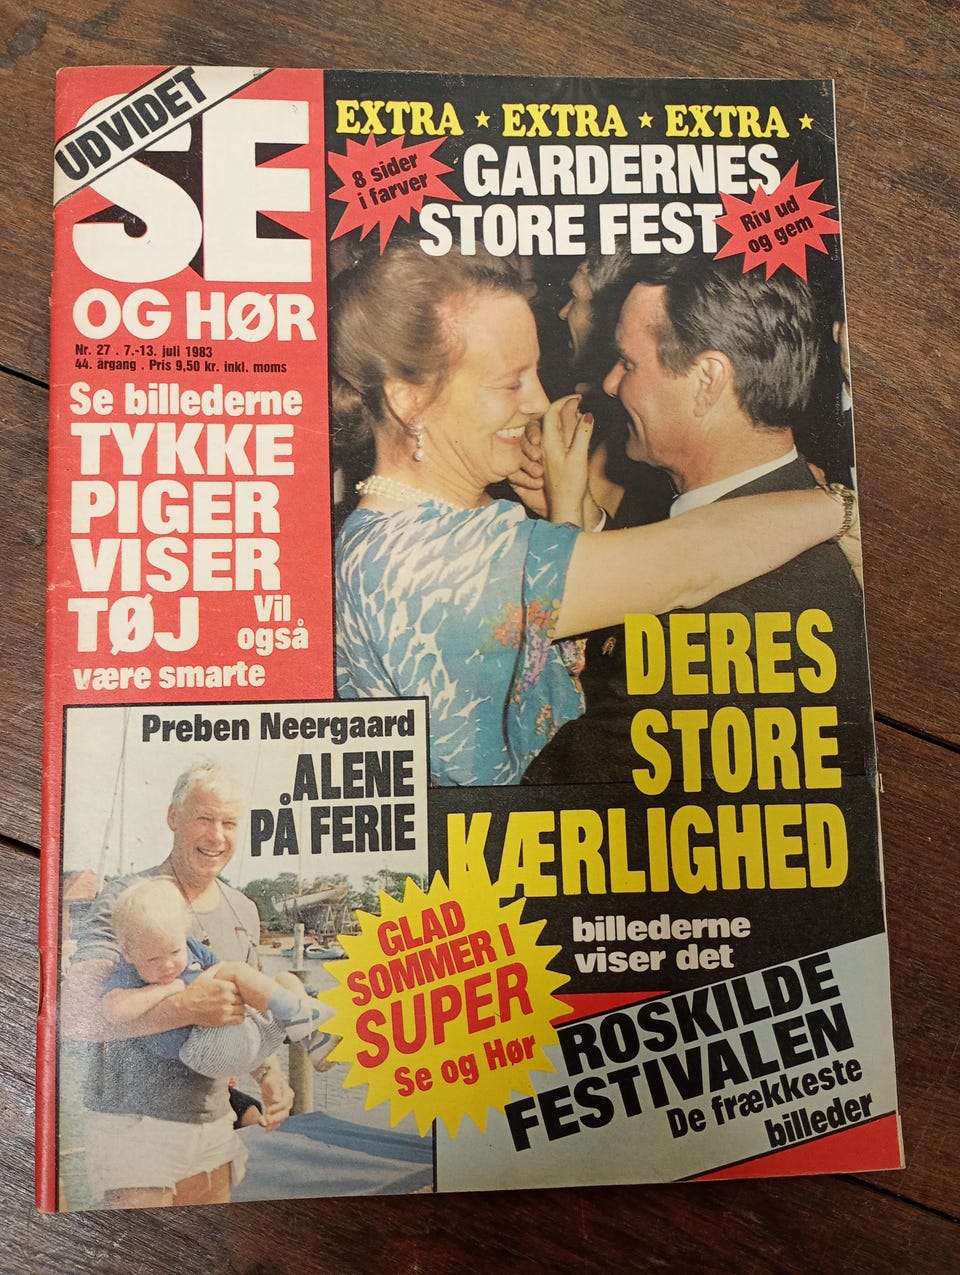 UDVIDET
SE
OG HØR
Nr. 27 . 7.-13. juli 1983
44. årgang . Pris 9,50 kr. inkl. moms
Se billederne
TYKKE
PIGER
VISER
TØJ
Vil
også
være smarte
EXTRA ★ EXTRA ★ EXTRA ★
8 sider
i farver
GARDERNES
STORE FEST
Riv ud
og gem
DERES
STORE
KÆRLIGHED
billederne
viser det
Preben Neergaard
ALENE
PÅ FERIE
GLAD
SOMMER I
SUPER
Se og Hør
ROSKILDE
FESTIVALEN
De frækkeste
billeder